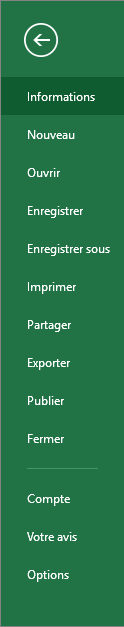 Informations
Nouveau
Ouvrir
Enregistrer
Enregistrer sous
Imprimer
Partager
Exporter
Publier
Fermer
Compte
Votre avis
Options